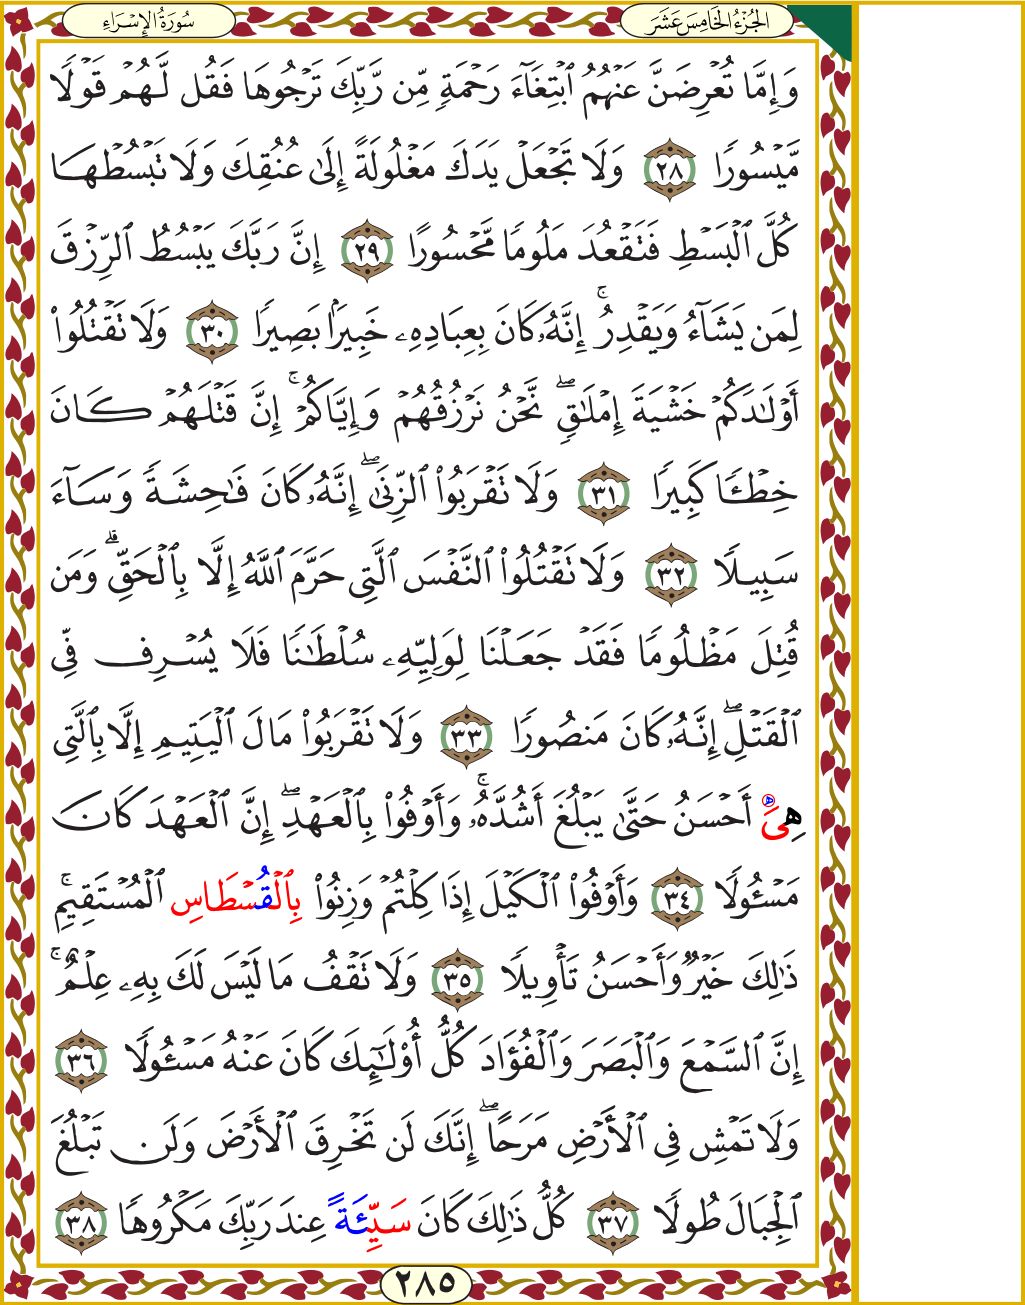 الجُزْءُ الخَامِسَ عَشَرَ
سُورَةُ الإِسْرَاءِ
وَإِمَّا تُعۡرِضَنَّ عَنۡهُمُ ٱبۡتِغَآءَ رَحۡمَةٖ مِّن رَّبِّكَ تَرۡجُوهَا فَقُل لَّهُمۡ قَوۡلٗا
مَّيۡسُورٗا ٢٨ وَلَا تَجۡعَلۡ يَدَكَ مَغۡلُولَةً إِلَىٰ عُنُقِكَ وَلَا تَبۡسُطۡهَا
كُلَّ ٱلۡبَسۡطِ فَتَقۡعُدَ مَلُومٗا مَّحۡسُورًا ٢٩ إِنَّ رَبَّكَ يَبۡسُطُ ٱلرِّزۡقَ
لِمَن يَشَآءُ وَيَقۡدِرُۚ إِنَّهُۥ كَانَ بِعِبَادِهِۦ خَبِيرَۢا بَصِيرٗا ٣٠ وَلَا تَقۡتُلُوٓاْ
أَوۡلَٰدَكُمۡ خَشۡيَةَ إِمۡلَٰقٖۖ نَّحۡنُ نَرۡزُقُهُمۡ وَإِيَّاكُمۡۚ إِنَّ قَتۡلَهُمۡ كَانَ
خِطۡـٔٗا كَبِيرٗا ٣١ وَلَا تَقۡرَبُواْ ٱلزِّنَىٰٓۖ إِنَّهُۥ كَانَ فَٰحِشَةٗ وَسَآءَ
سَبِيلٗا ٣٢ وَلَا تَقۡتُلُواْ ٱلنَّفۡسَ ٱلَّتِي حَرَّمَ ٱللَّهُ إِلَّا بِٱلۡحَقِّۗ وَمَن
قُتِلَ مَظۡلُومٗا فَقَدۡ جَعَلۡنَا لِوَلِيِّهِۦ سُلۡطَٰنٗا فَلَا يُسۡرِف فِّي
ٱلۡقَتۡلِۖ إِنَّهُۥ كَانَ مَنصُورٗا ٣٣ وَلَا تَقۡرَبُواْ مَالَ ٱلۡيَتِيمِ إِلَّا بِٱلَّتِي
هِيَ أَحۡسَنُ حَتَّىٰ يَبۡلُغَ أَشُدَّهُۥۚ وَأَوۡفُواْ بِٱلۡعَهۡدِۖ إِنَّ ٱلۡعَهۡدَ كَانَ
مَسۡـُٔولٗا ٣٤ وَأَوۡفُواْ ٱلۡكَيۡلَ إِذَا كِلۡتُمۡ وَزِنُواْ بِٱلۡقُسۡطَاسِ ٱلۡمُسۡتَقِيمِۚ
ذَٰلِكَ خَيۡرٞ وَأَحۡسَنُ تَأۡوِيلٗا ٣٥ وَلَا تَقۡفُ مَا لَيۡسَ لَكَ بِهِۦ عِلۡمٌۚ
إِنَّ ٱلسَّمۡعَ وَٱلۡبَصَرَ وَٱلۡفُؤَادَ كُلُّ أُوْلَٰٓئِكَ كَانَ عَنۡهُ مَسۡـُٔولٗا ٣٦
وَلَا تَمۡشِ فِي ٱلۡأَرۡضِ مَرَحًاۖ إِنَّكَ لَن تَخۡرِقَ ٱلۡأَرۡضَ وَلَن تَبۡلُغَ
ٱلۡجِبَالَ طُولٗا ٣٧ كُلُّ ذَٰلِكَ كَانَ سَيِّئَةً عِندَ رَبِّكَ مَكۡرُوهٗا ٣٨
٢٨٥